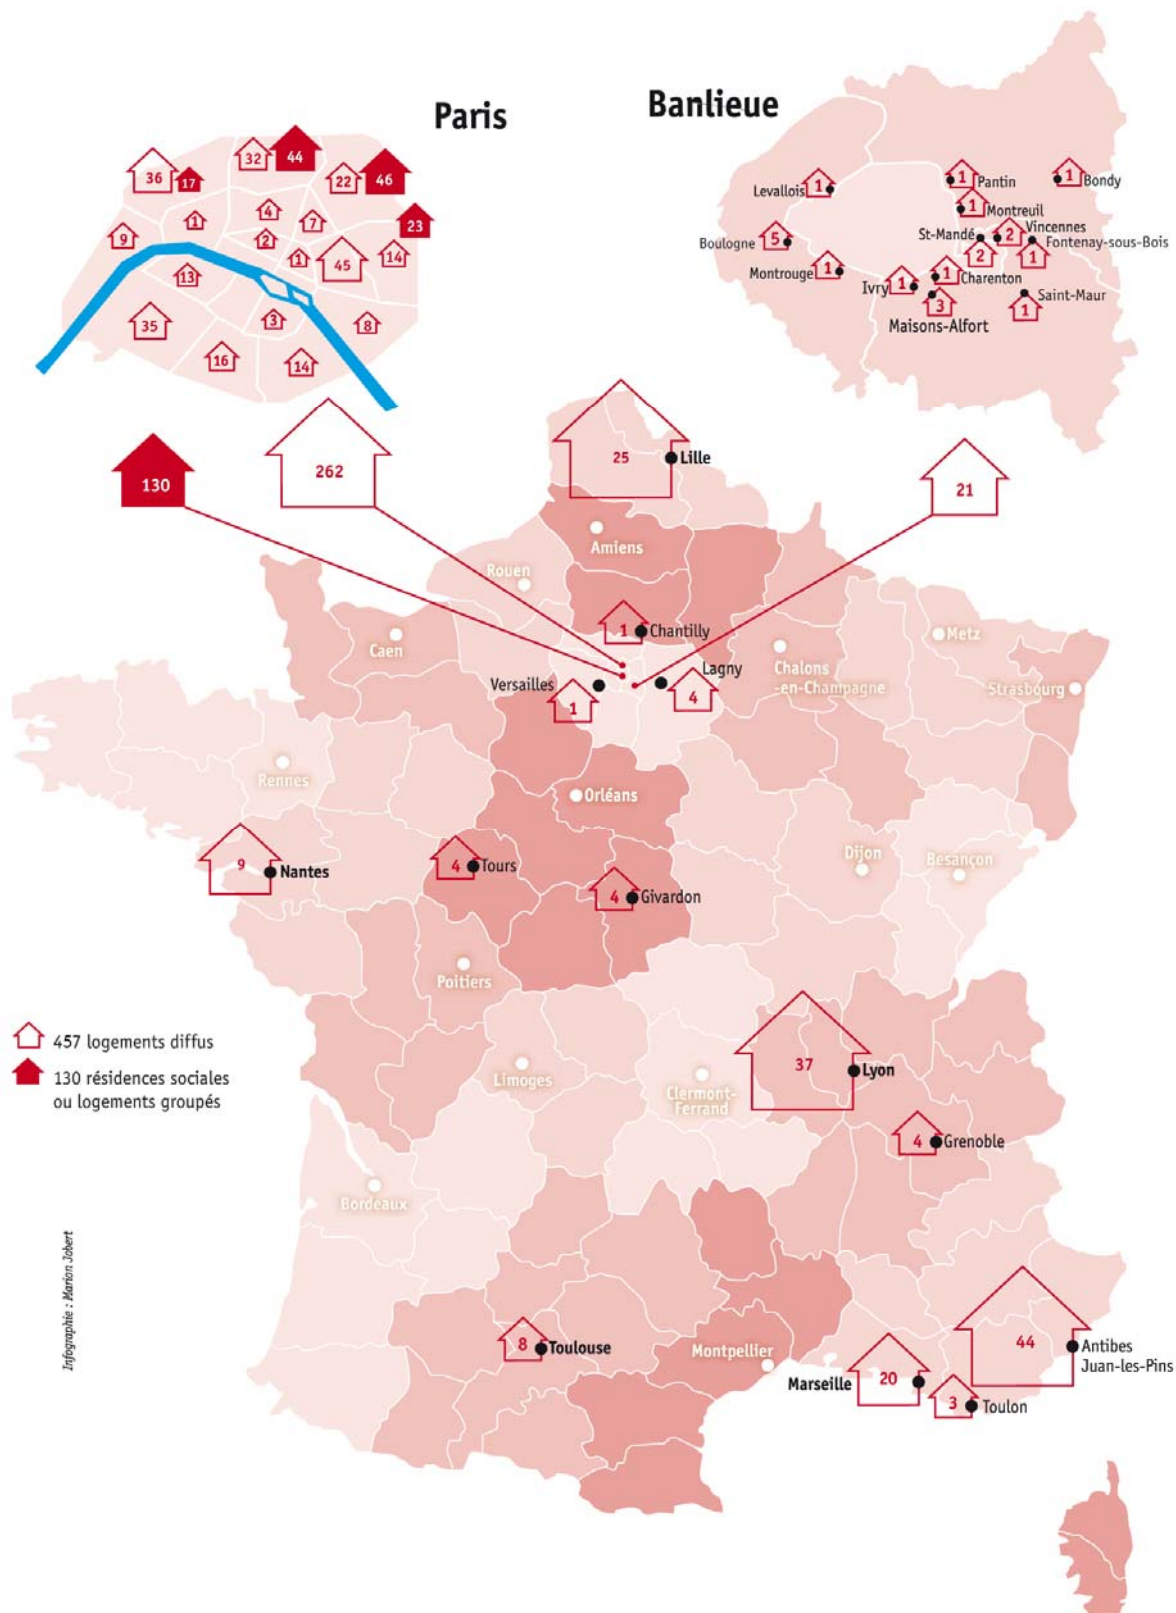 Paris
Banlieue
36
17
32
44
22
46
23
9
1
4
7
2
1
45
14
13
35
3
8
16
14
Levallois
1
1
Pantin
1
Bondy
1
Montreuil
Boulogne
5
St-Mandé
2
Vincennes
2
Fontenay-sous-Bois
1
Montrouge
1
Ivry
1
1
Charenton
3
Maisons-Alfort
Saint-Maur
1
130
262
21
25
Lille
Amiens
Rouen
1
Chantilly
Caen
Metz
Chalons
-en-Champagne
Strasbourg
Versailles
1
Lagny
4
Rennes
Orléans
9
Nantes
4
Tours
4
Givardon
Dijon
Besançon
Poitiers
457 logements diffus
130 résidences sociales
ou logements groupés
Limoges
Clermont-
Ferrand
37
Lyon
4
Grenoble
Bordeaux
Infographie : Marion Jobert
8
Toulouse
Montpellier
Marseille
20
3
Toulon
44
Antibes
Juan-les-Pins